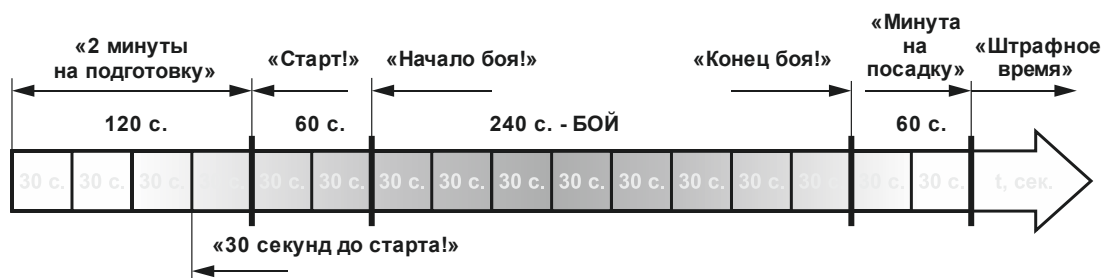 «2 минуты
на подготовку»
«Старт!»
«Начало боя!»
«Конец боя!»
«Минута
на
посадку»
«Штрафное
время»
120 с.
60 с.
240 с. - БОЙ
60 с.
30 с. 30 с. 30 с. 30 с. 30 с. 30 с. 30 с. 30 с. 30 с. 30 с. 30 с. 30 с. 30 с. 30 с. 30 с. 30 с. t, сек.
«30 секунд до старта!»